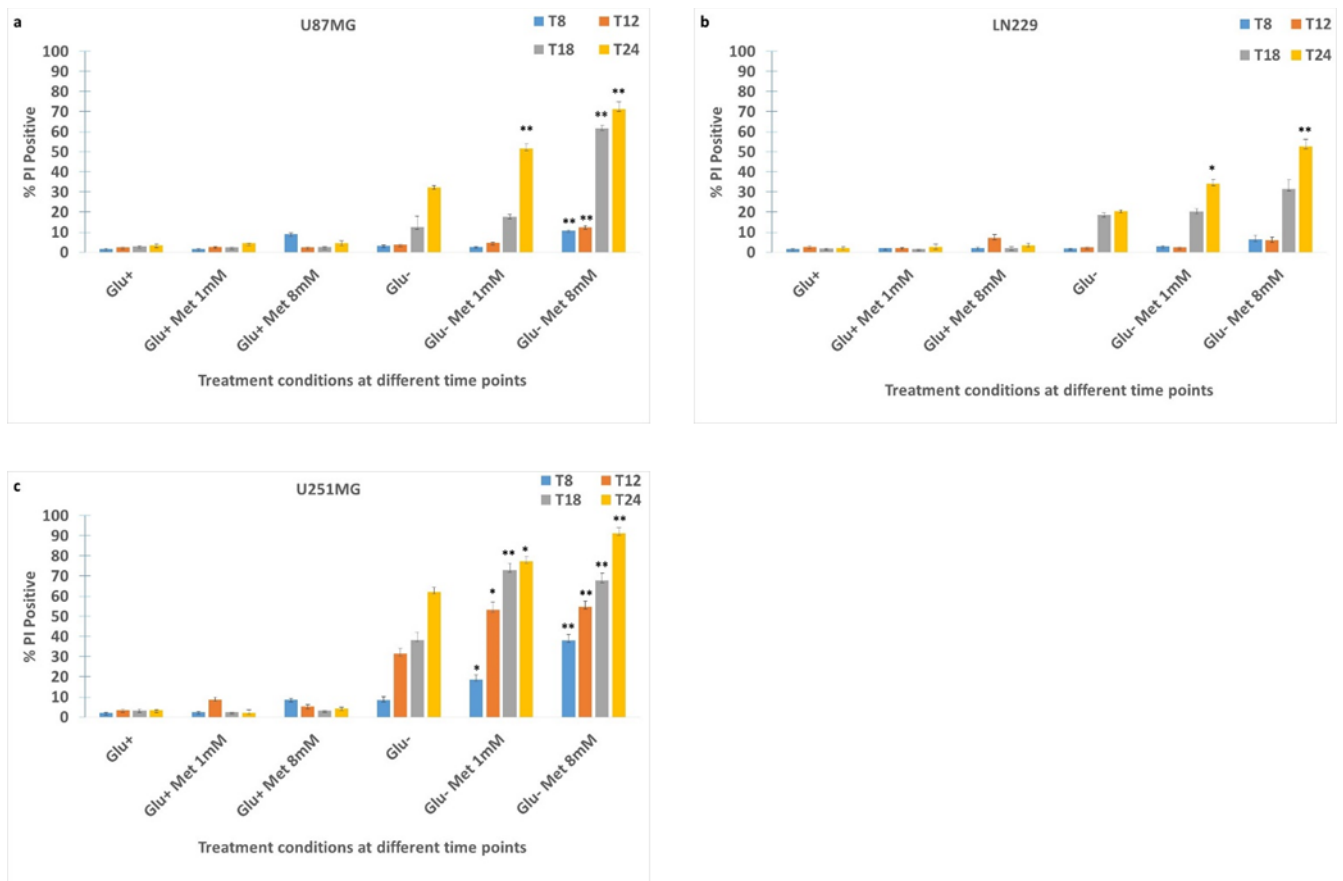 a
U87MG
T8 T12
T18 T24
100
90
80
70
60
50
40
30
20
10
0
% PI Positive
** ** ** ** **
Glu+ Glu+ Met 1mM Glu+ Met 8mM Glu- Glu- Met 1mM Glu- Met 8mM
Treatment conditions at different time points
b
LN229
T8 T12
T18 T24
100
90
80
70
60
50
40
30
20
10
0
% PI Positive
* **
Glu+ Glu+ Met 1mM Glu+ Met 8mM Glu- Glu- Met 1mM Glu- Met 8mM
Treatment conditions at different time points
c
U251MG
T8 T12
T18 T24
100
90
80
70
60
50
40
30
20
10
0
% PI Positive
* * ** * ** ** ** **
Glu+ Glu+ Met 1mM Glu+ Met 8mM Glu- Glu- Met 1mM Glu- Met 8mM
Treatment conditions at different time points